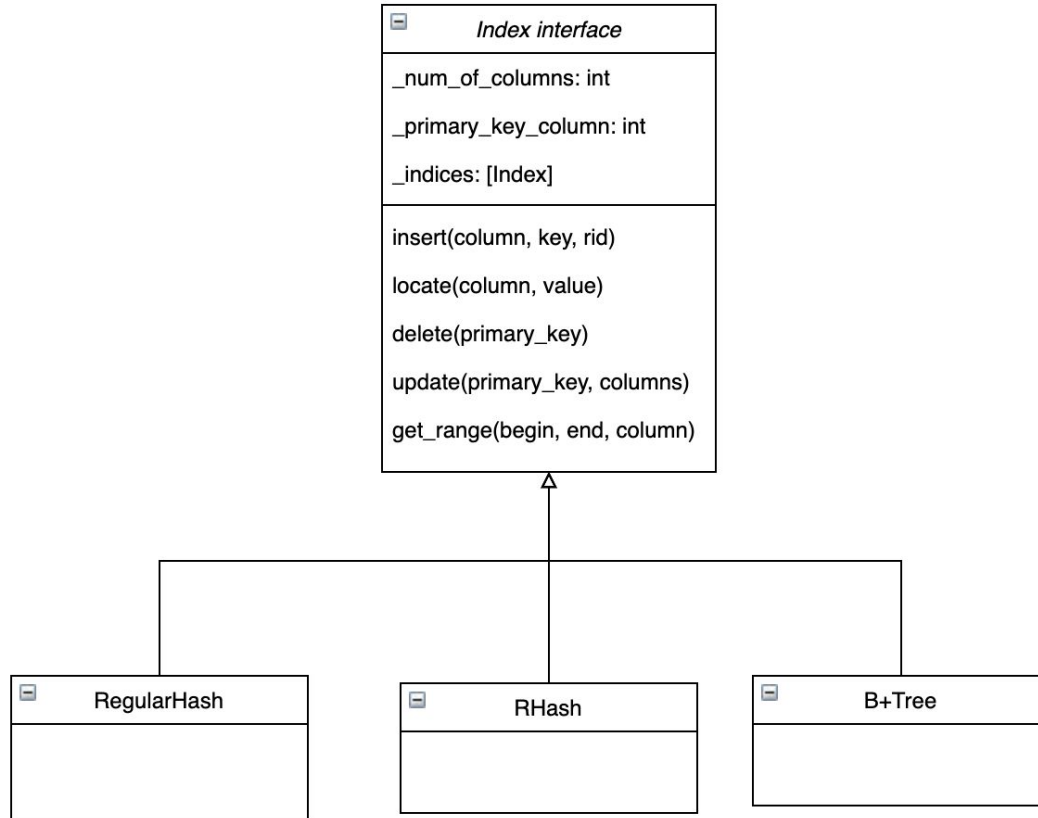 Index interface
_num_of_columns: int
_primary_key_column: int
_indices: [Index]
insert(column, key, rid)
locate(column, value)
delete(primary_key)
update(primary_key, columns)
get_range(begin, end, column)
RegularHash
RHash
B+Tree